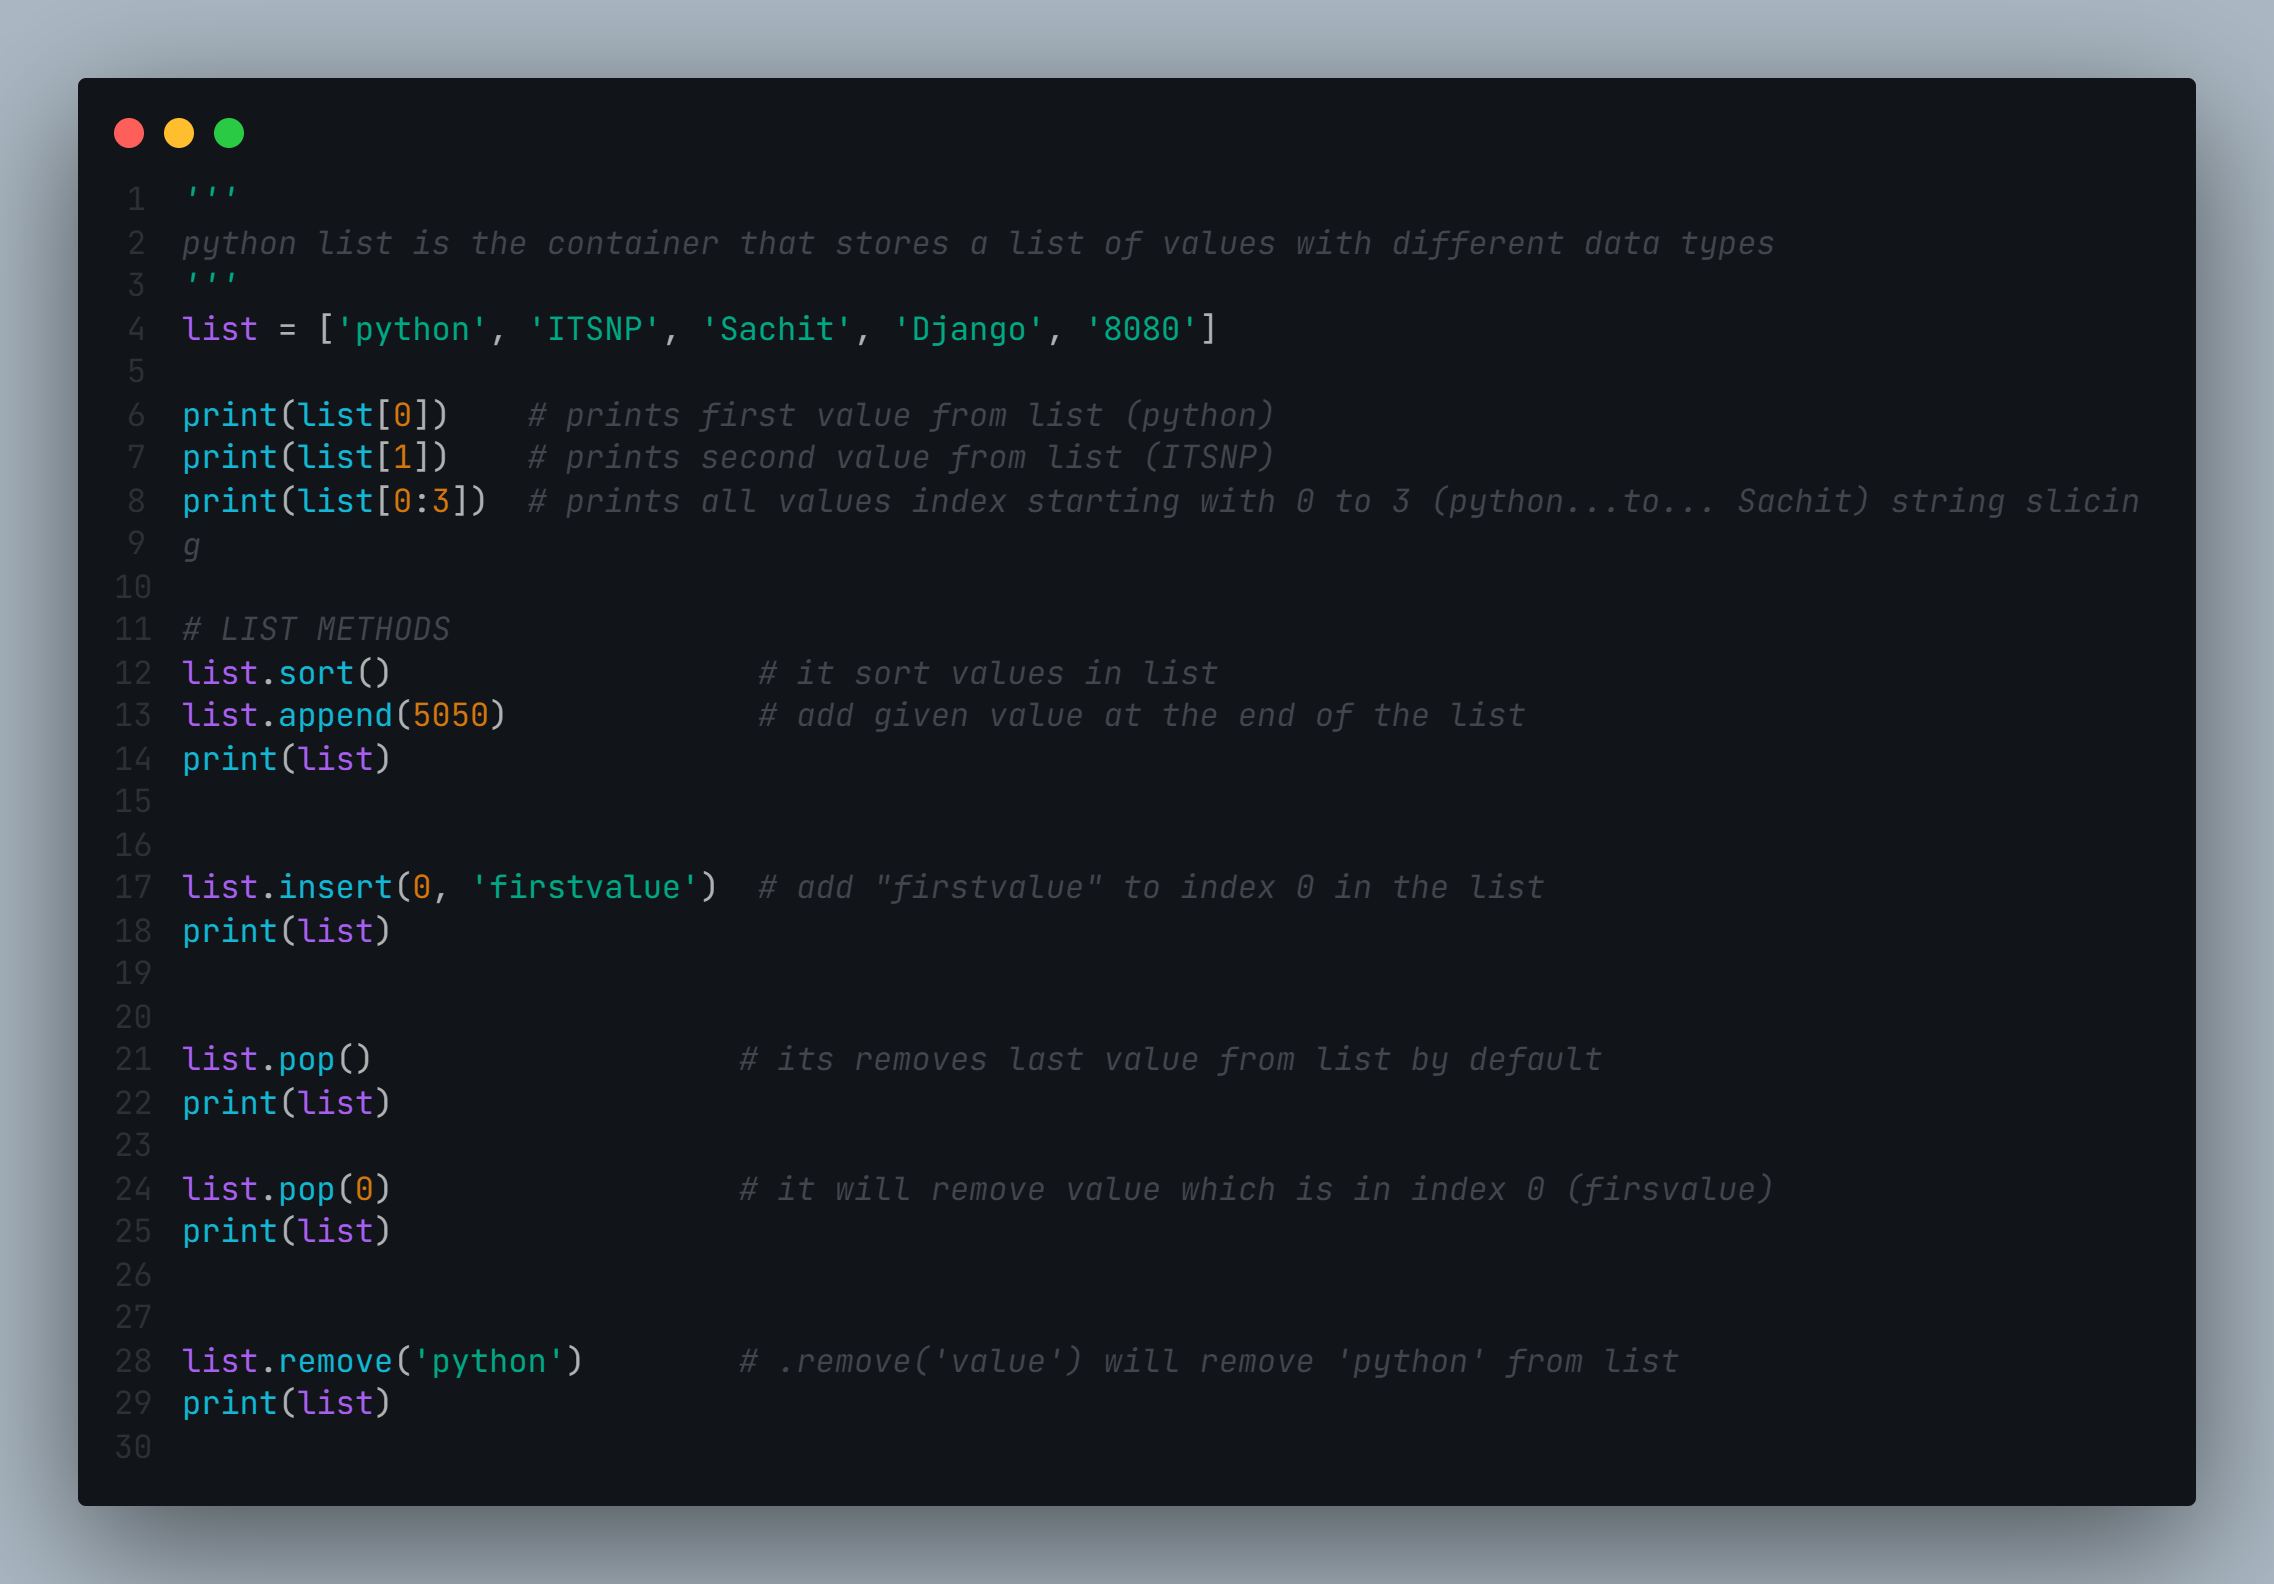 1 '''
2 python list is the container that stores a list of values with different data types
3 '''
4 list = ['python', 'ITSNP', 'Sachit', 'Django', '8080']
5
6 print(list[0])    # prints first value from list (python)
7 print(list[1])    # prints second value from list (ITSNP)
8 print(list[0:3])  # prints all values index starting with 0 to 3 (python...to... Sachit) string slicin
9 g
10
11 # LIST METHODS
12 list.sort()                   # it sort values in list
13 list.append(5050)             # add given value at the end of the list
14 print(list)
15
16
17 list.insert(0, 'firstvalue')  # add "firstvalue" to index 0 in the list
18 print(list)
19
20
21 list.pop()                   # its removes last value from list by default
22 print(list)
23
24 list.pop(0)                  # it will remove value which is in index 0 (firsvalue)
25 print(list)
26
27
28 list.remove('python')        # .remove('value') will remove 'python' from list
29 print(list)
30